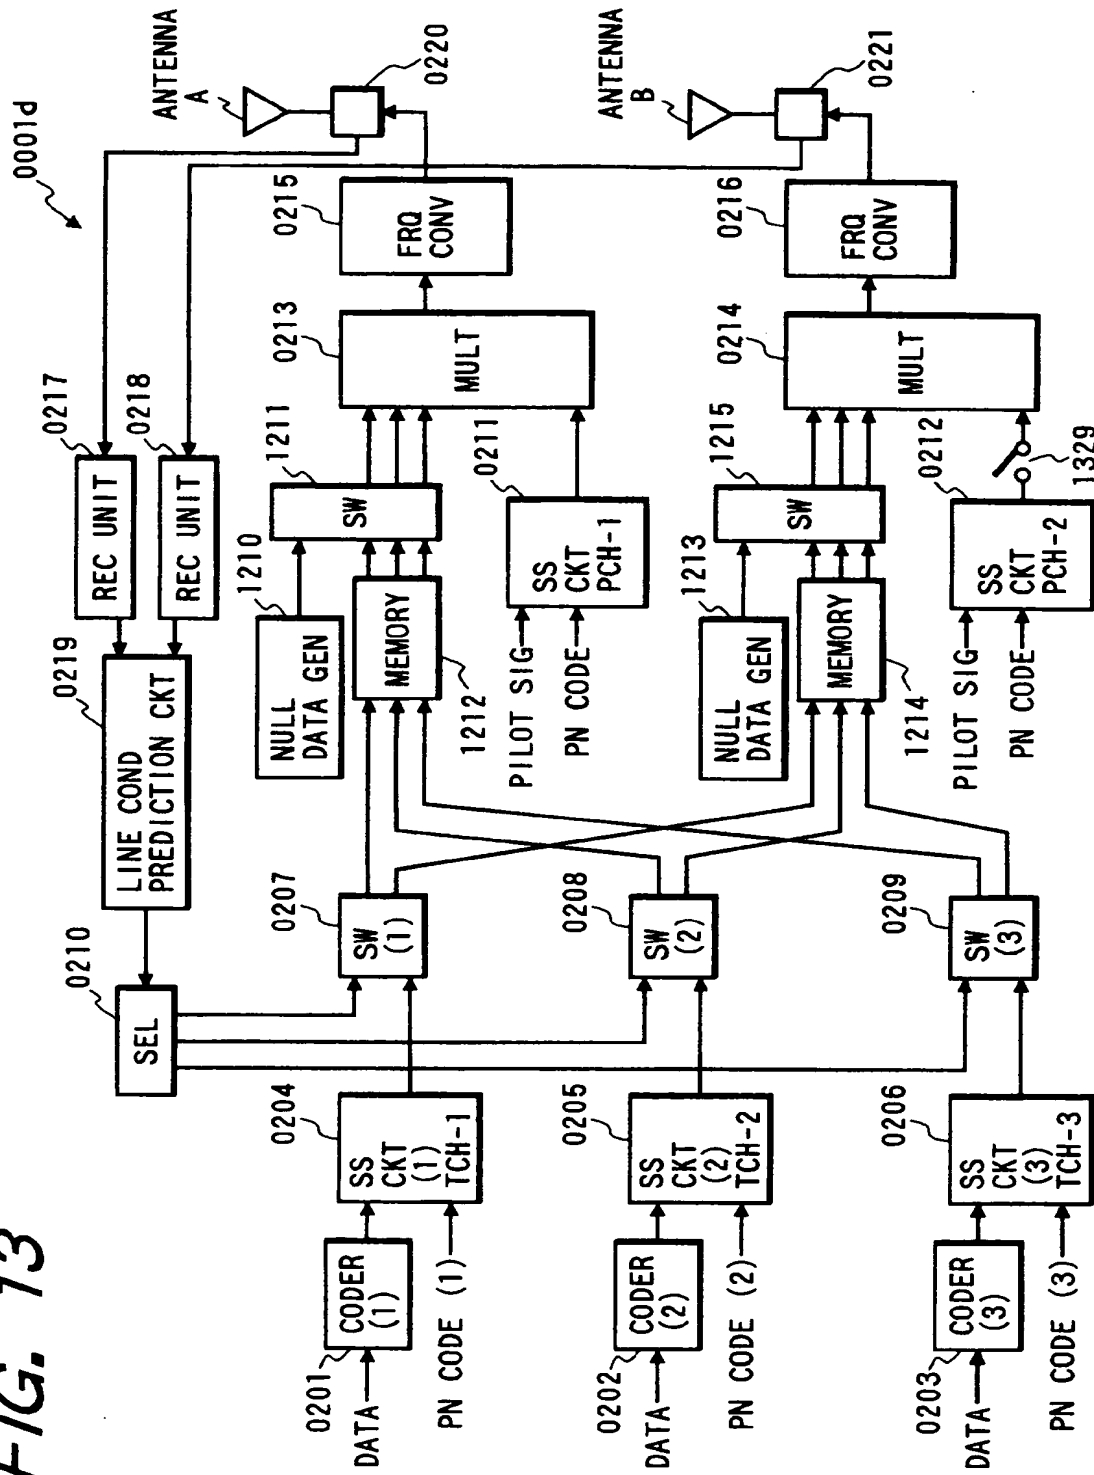 FIG. 13
0001d
ANTENNA
A
0220
ANTENNA
B
0221
0217
REC UNIT
0218
REC UNIT
0219
LINE COND
PREDICTION CKT
0210
SEL
0215
FRQ
CONV
0216
FRQ
CONV
0213
MULT
0214
MULT
1211
SW
1215
SW
1210
NULL
DATA GEN
1213
NULL
DATA GEN
MEMORY
1212
MEMORY
1214
0211
SS
CKT
PCH-1
PILOT SIG
PN CODE
0212
SS
CKT
PCH-2
1329
PILOT SIG
PN CODE
0207
SW
(1)
0208
SW
(2)
0209
SW
(3)
0204
SS
CKT
(1)
TCH-1
0205
SS
CKT
(2)
TCH-2
0206
SS
CKT
(3)
TCH-3
0201
CODER
(1)
DATA
PN CODE (1)
0202
CODER
(2)
DATA
PN CODE (2)
0203
CODER
(3)
DATA
PN CODE (3)